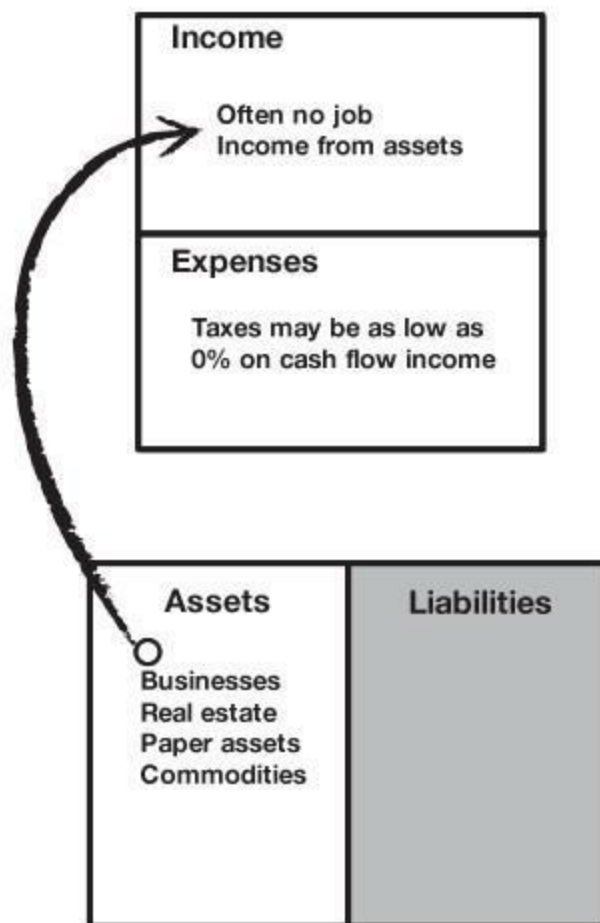 Income
Often no job
Income from assets
Expenses
Taxes may be as low as
0% on cash flow income
Assets
Liabilities
Businesses
Real estate
Paper assets
Commodities